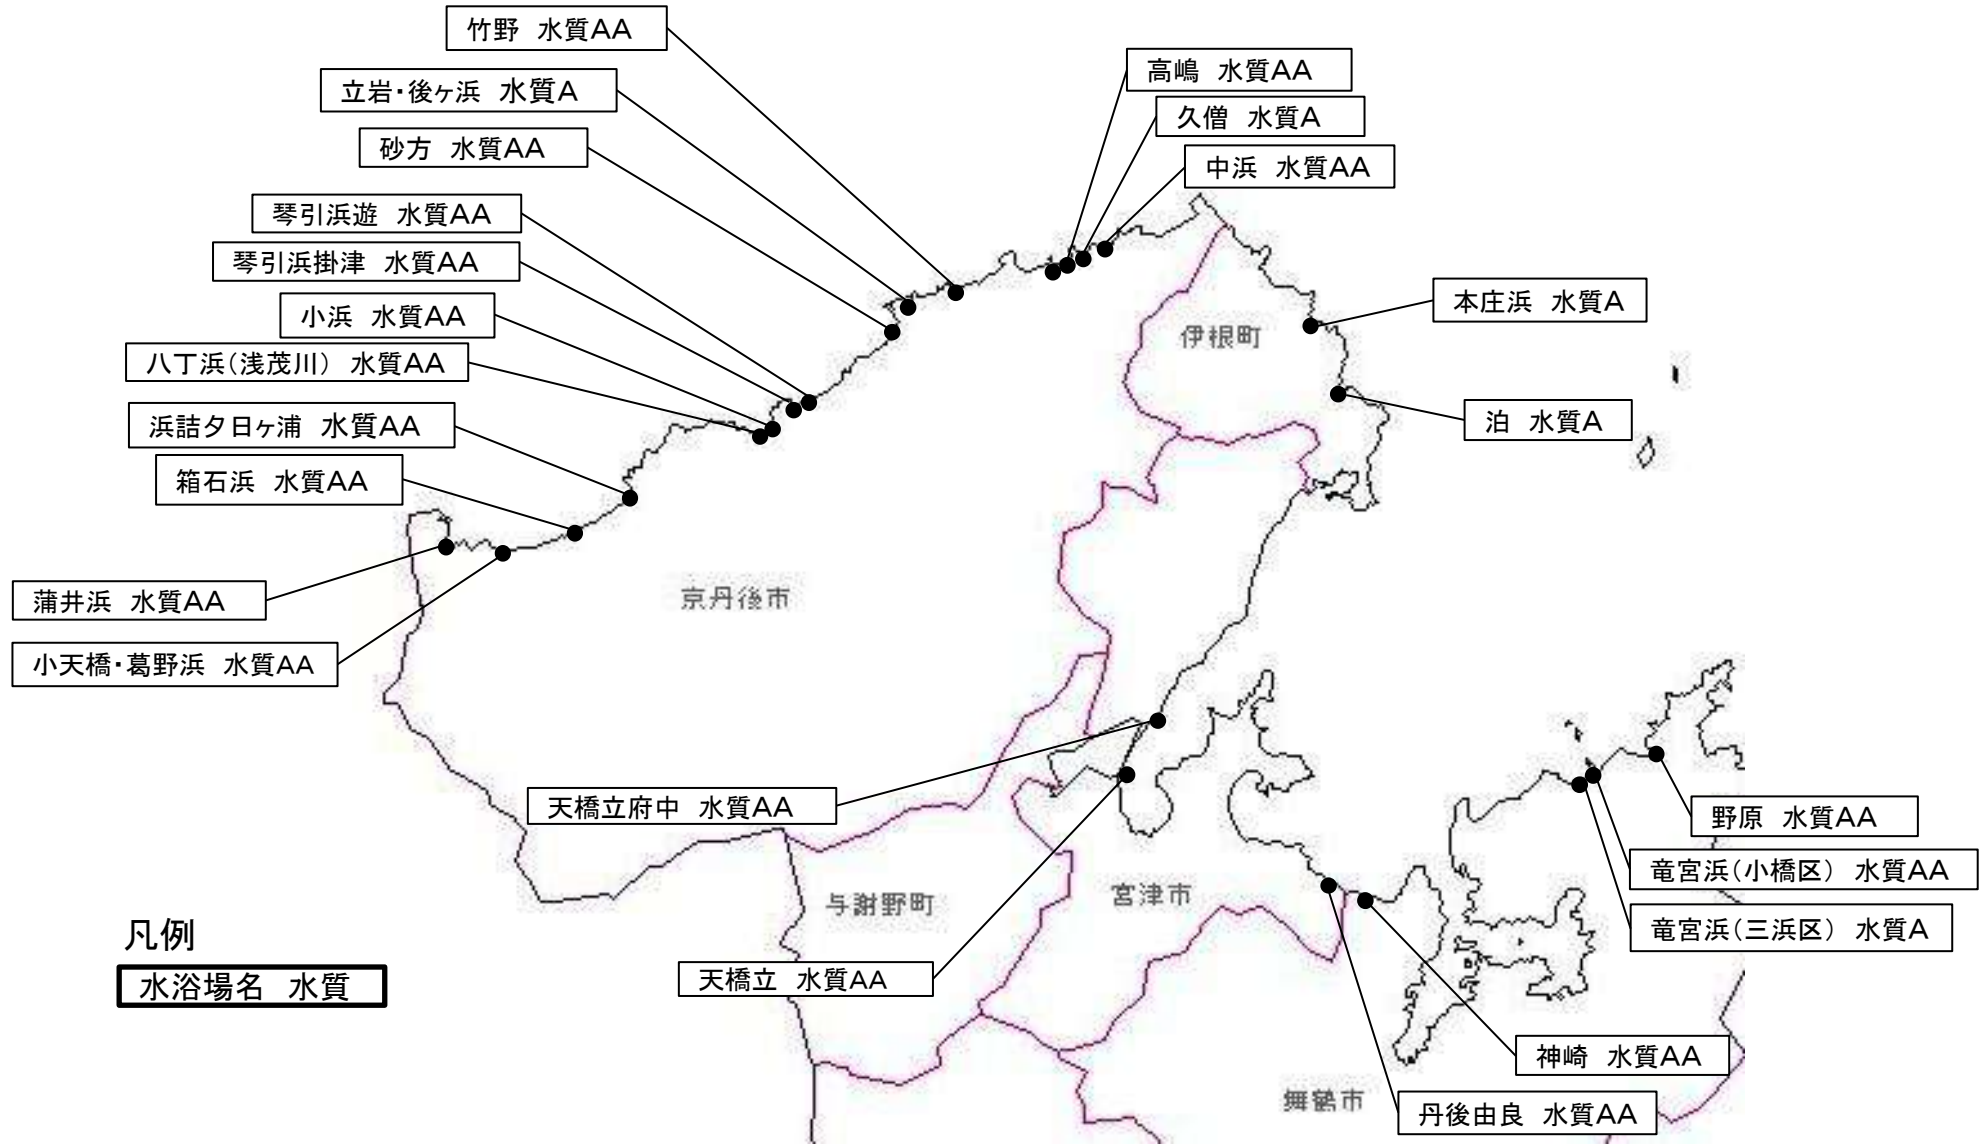 竹野 水質AA
立岩・後ヶ浜 水質A
砂方 水質AA
琴引浜遊 水質AA
琴引浜掛津 水質AA
小浜 水質AA
八丁浜(浅茂川) 水質AA
浜詰夕日ヶ浦 水質AA
箱石浜 水質AA
蒲井浜 水質AA
小天橋・葛野浜 水質AA
高嶋 水質AA
久僧 水質A
中浜 水質AA
本庄浜 水質A
泊 水質A
伊根町
京丹後市
天橋立府中 水質AA
天橋立 水質AA
与謝野町
宮津市
舞鶴市
野原 水質AA
竜宮浜(小橋区) 水質AA
竜宮浜(三浜区) 水質A
神崎 水質AA
丹後由良 水質AA
凡例
水浴場名 水質